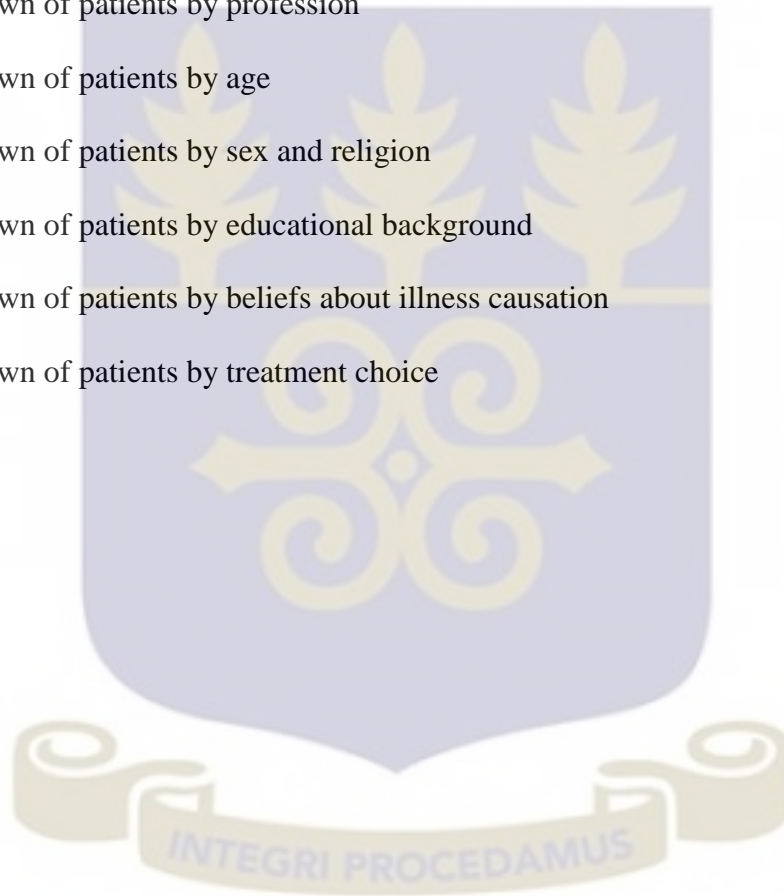 wn of patients by profession
wn of patients by age
wn of patients by sex and religion
wn of patients by educational background
wn of patients by beliefs about illness causation
wn of patients by treatment choice
INTEGRI PROCEDAMUS